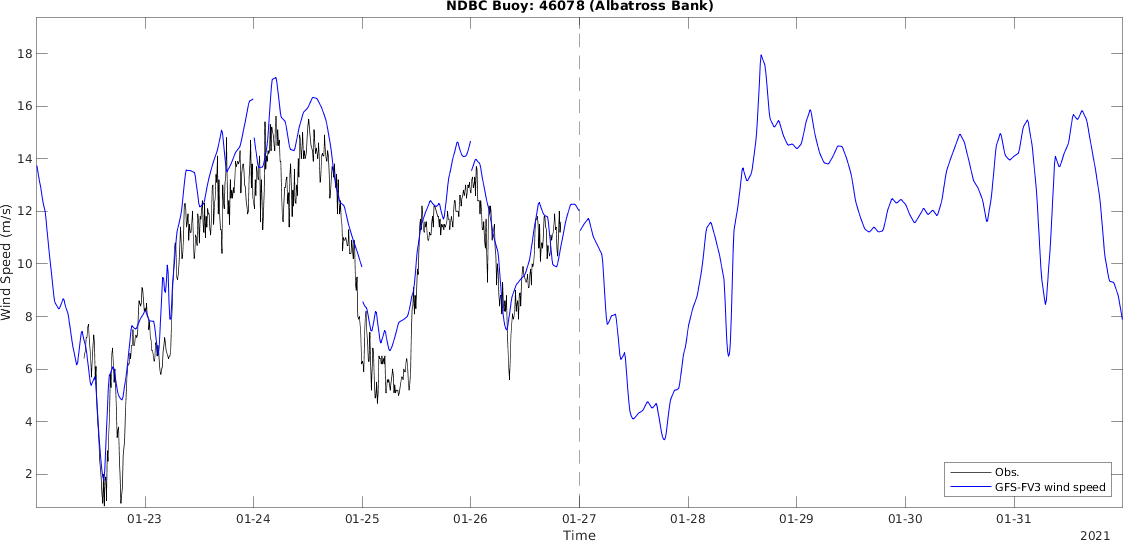 NDBC Buoy: 46078 (Albatross Bank)
18
16
14
12
10
8
6
4
2
Wind Speed (m/s)
Obs.
GFS-FV3 wind speed
01-23 01-24 01-25 01-26 01-27 01-28 01-29 01-30 01-31
Time
2021